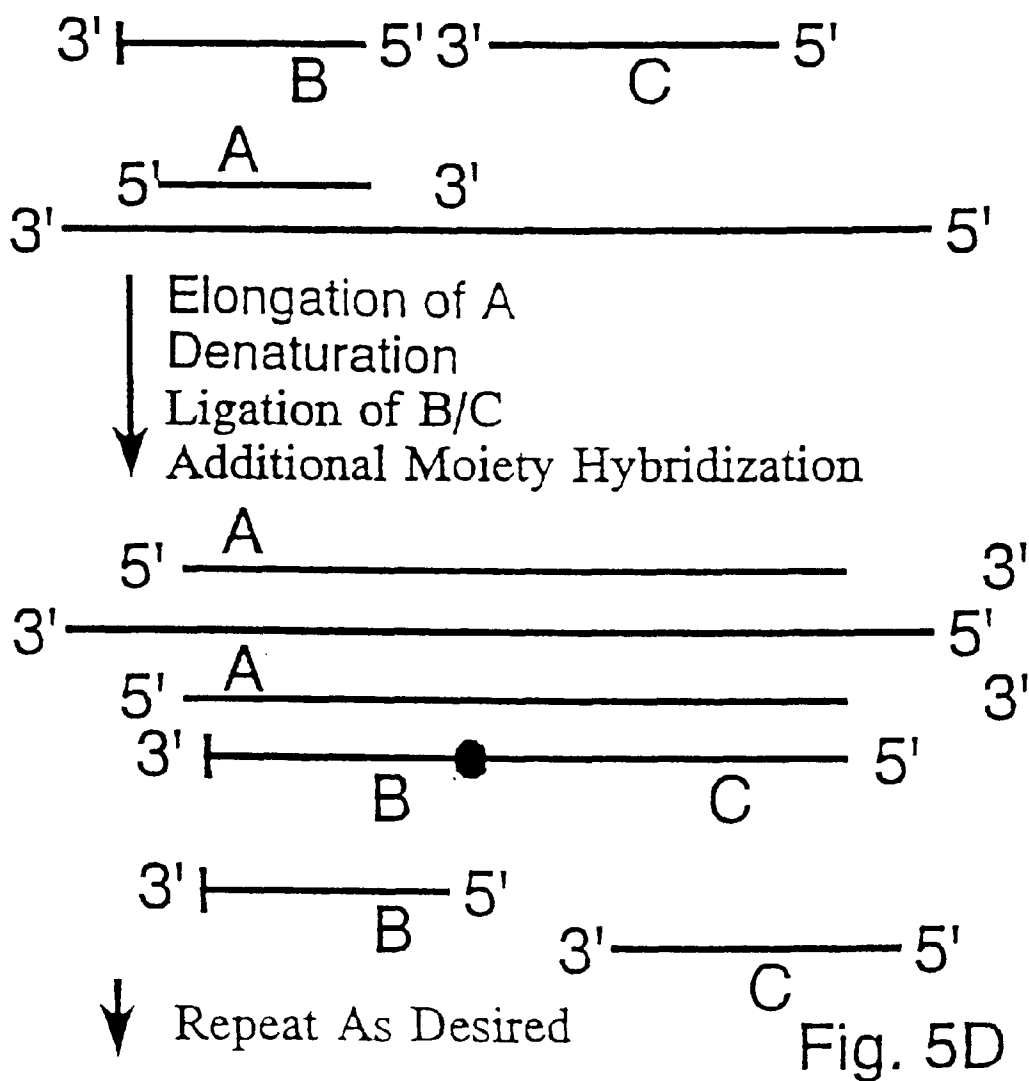 3' 5' 3' 5'
B C
A
5' 3'
3' 5'
Elongation of A
Denaturation
Ligation of B/C
Additional Moiety Hybridization
A
5' 3'
3' 5'
A
5' 3'
3' 5'
B C
3' 5'
B
3' 5'
C
Repeat As Desired
Fig. 5D